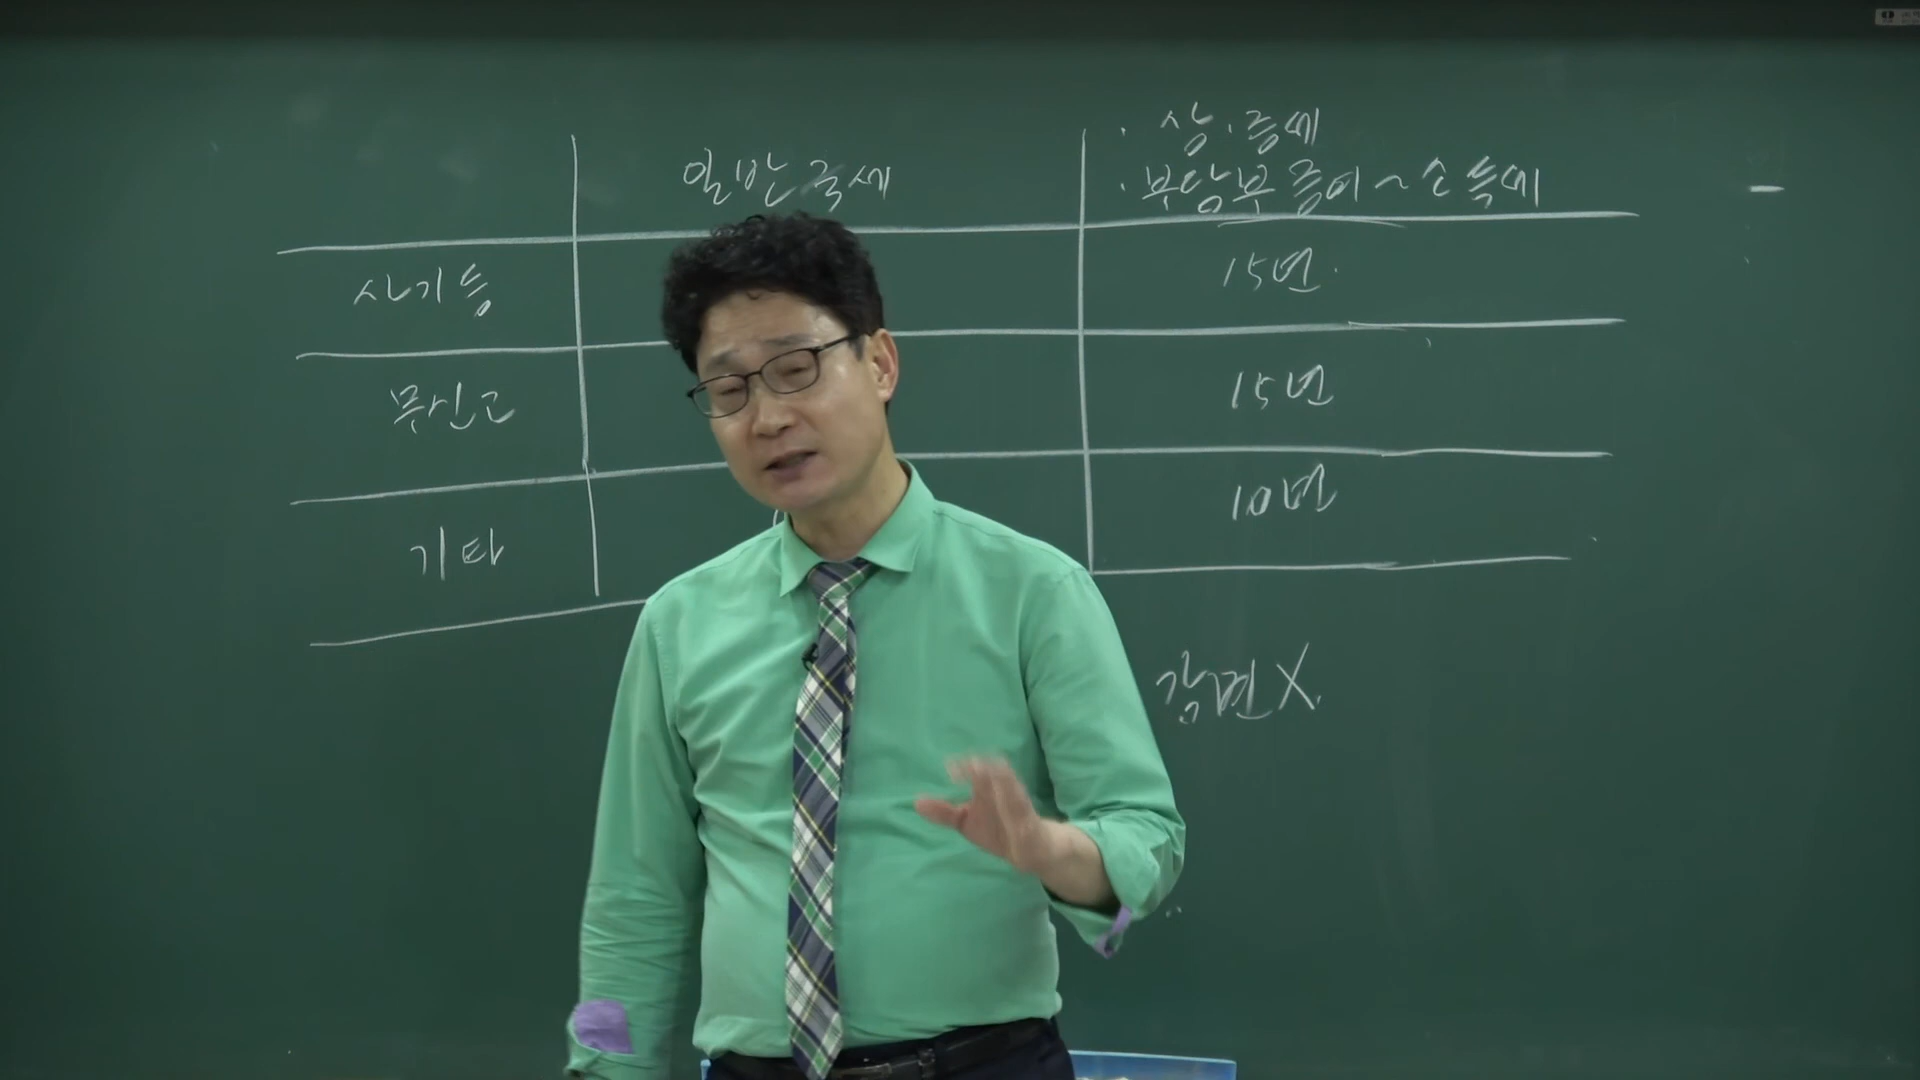 · 상·증세
일반국세 · 부담부증여~소득세
사기등 15년
무신고 15년
기타 10년
감면 X